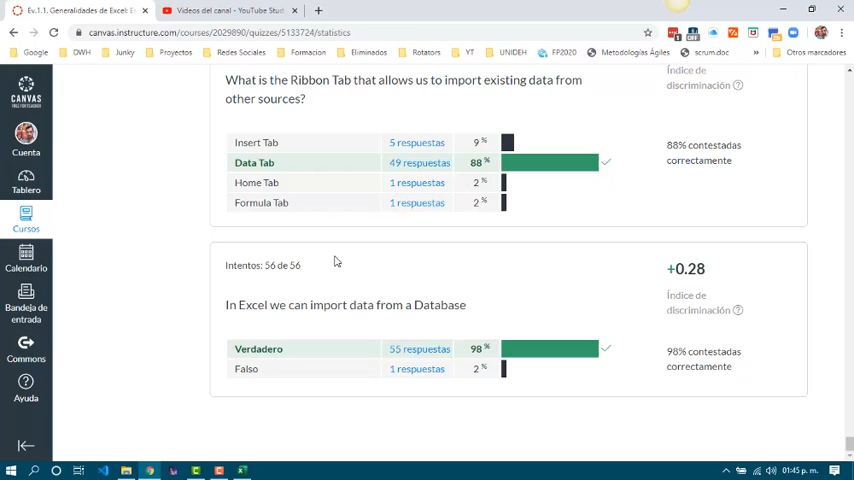 Ev.1.1. Generalidades de Excel: E
Videos del canal - YouTube Studi
canvas.instructure.com/courses/2029890/quizzes/5133724/statistics
Google DWH Junky Proyectos Redes Sociales Formacion Eliminados Rotators YT UNIDEH FP2020 Metodologías Ágiles scrum.doc Otros marcadores
CANVAS
Cuenta
Tablero
Cursos
Calendario
Bandeja de
entrada
Commons
Ayuda
What is the Ribbon Tab that allows us to import existing data from
other sources?
Índice de
discriminación
Insert Tab 5 respuestas 9 %
Data Tab 49 respuestas 88 %
Home Tab 1 respuestas 2 %
Formula Tab 1 respuestas 2 %
88% contestadas
correctamente
Intentos: 56 de 56
+0.28
Índice de
discriminación
In Excel we can import data from a Database
Verdadero 55 respuestas 98 %
Falso 1 respuestas 2 %
98% contestadas
correctamente
01:45 p. m.